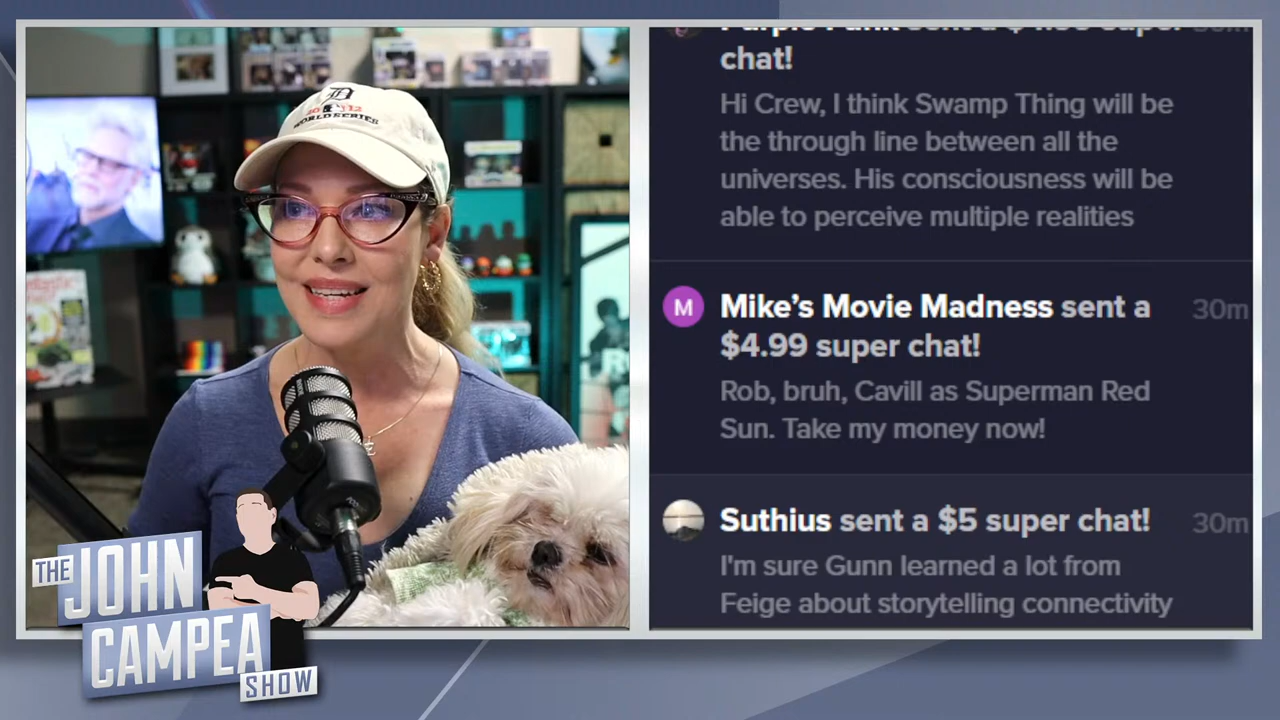 D
2012
WORLD SERIES
chat!
Hi Crew, I think Swamp Thing will be
the through line between all the
universes. His consciousness will be
able to perceive multiple realities
Mike's Movie Madness sent a
30m
$4.99 super chat!
Rob, bruh, Cavill as Superman Red
Sun. Take my money now!
M
Suthius sent a $5 super chat!
30m
I'm sure Gunn learned a lot from
Feige about storytelling connectivity
THE
JOHN
CAMPEA
SHOW